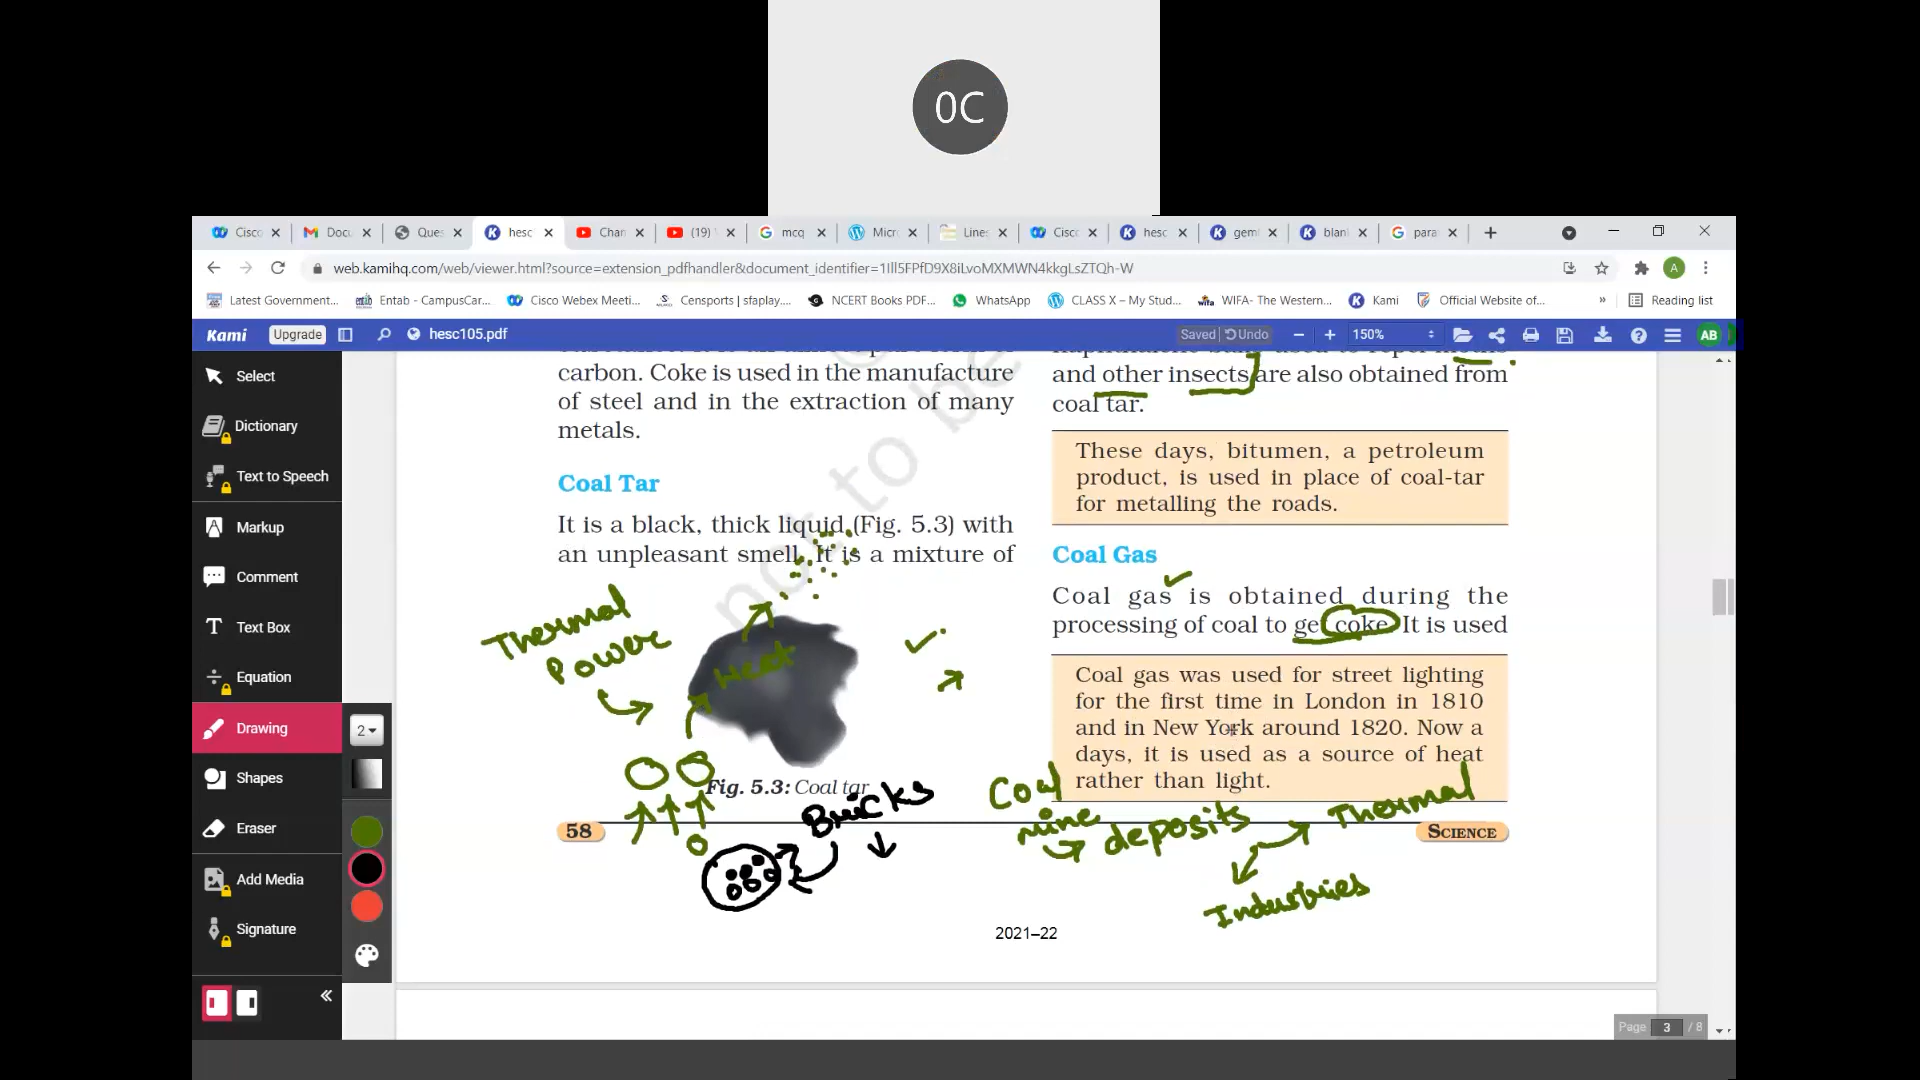 0C
Cisco
Docu
Ques
hesc
Chan
(19)
mcq
Micr
Lines
Cisco
hesc
gemi
blank
para
web.kamihq.com/web/viewer.html?source=extension_pdfhandler&document_identifier=1Ill5FPfD9X8iLvoMXMWN4kkgLsZTQh-W
A
Latest Government...
Entab - CampusCar...
Cisco Webex Meeti...
Censports | sfaplay....
NCERT Books PDF...
WhatsApp
CLASS X – My Stud...
WIFA- The Western...
Kami
Official Website of...
»
Reading list
Kami
Upgrade
hesc105.pdf
Saved
Undo
150%
AB
Select
Dictionary
Text to Speech
Markup
Comment
Text Box
Equation
Drawing
2
Shapes
Eraser
Add Media
Signature
carbon. Coke is used in the manufacture
of steel and in the extraction of many
metals.
Coal Tar
It is a black, thick liquid (Fig. 5.3) with
an unpleasant smell. It is a mixture of
not to be
Thermal
Power
Heat
Fig. 5.3: Coal tar
Bricks
58
and other insects are also obtained from
coal tar.
These days, bitumen, a petroleum
product, is used in place of coal-tar
for metalling the roads.
Coal Gas
Coal gas is obtained during the
processing of coal to get coke. It is used
Coal gas was used for street lighting
for the first time in London in 1810
and in New York around 1820. Now a
days, it is used as a source of heat
rather than light.
Coal
mine
deposits
Thermal
Industries
SCIENCE
2021–22
Page 3 / 8